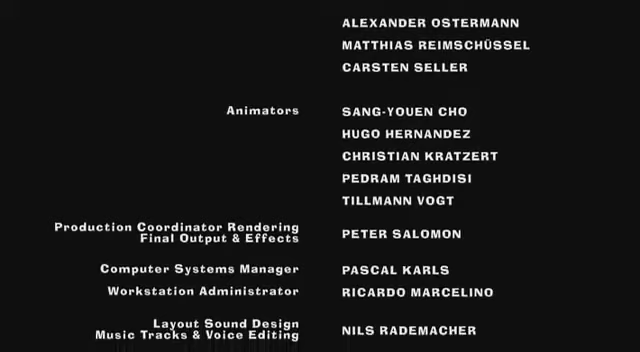 ALEXANDER OSTERMANN
MATTHIAS REIMSCHÜSSEL
CARSTEN SELLER
Animators SANG-YOUEN CHO
HUGO HERNANDEZ
CHRISTIAN KRATZERT
PEDRAM TAGHDISI
TILLMANN VOGT
Production Coordinator Rendering
Final Output & Effects PETER SALOMON
Computer Systems Manager PASCAL KARLS
Workstation Administrator RICARDO MARCELINO
Layout Sound Design
Music Tracks & Voice Editing NILS RADEMACHER